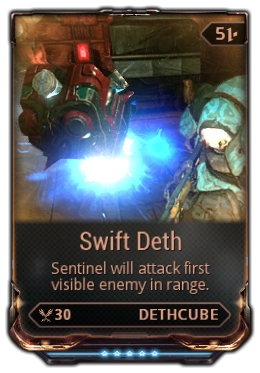 51
Swift Deth
Sentinel will attack first
visible enemy in range.
30
DETHCUBE